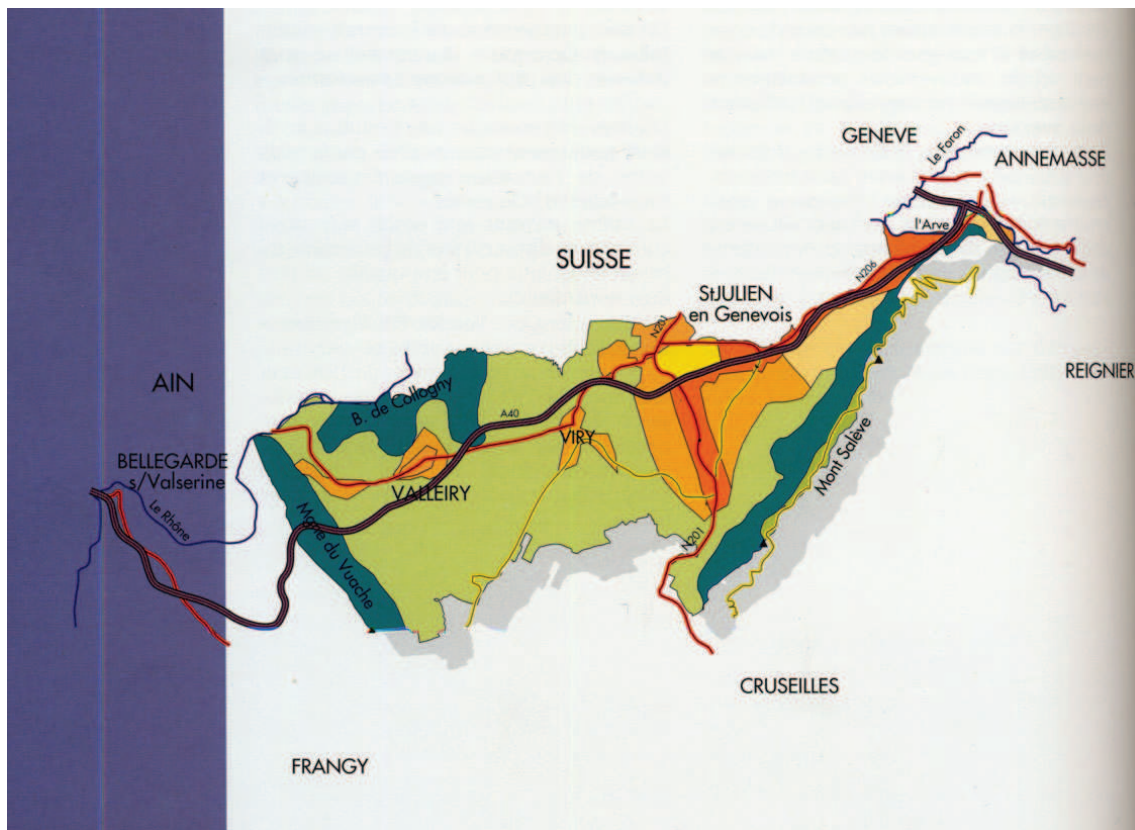 GENEVE
Le Foron
ANNEMASSE
l'Arve
SUISSE
N206
StJULIEN
en Genevois
N201
REIGNIER
AIN
B. de Collogny
A40
Mont Salève
VIRY
BELLEGARDE
s/Valserine
VALLEIRY
Le Rhône
Mgne du Vuache
N201
CRUSEILLES
FRANGY